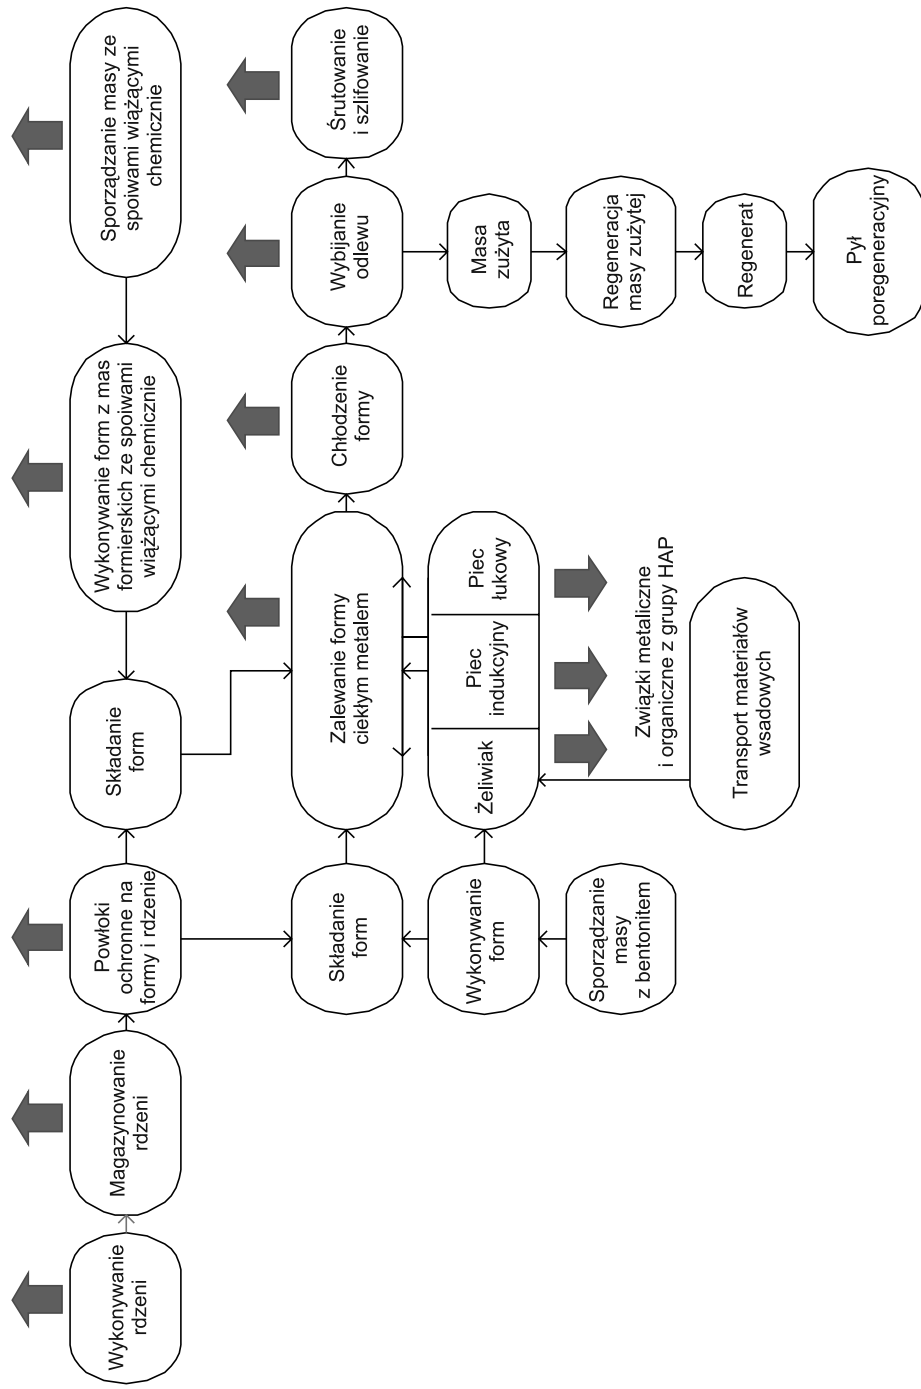 Wykonywanie
rdzeni
Magazynowanie
rdzeni
Powłoki
ochronne na
formy i rdzenie
Składanie
form
Wykonywanie form z mas
formierskich ze spoiwami
wiążącymi chemicznie
Sporządzanie masy ze
spoiwami wiążącymi
chemicznie
Składanie
form
Zalewanie formy
ciekłym metalem
Chłodzenie
formy
Wybijanie
odlewu
Śrutowanie
i szlifowanie
Wykonywanie
form
Żeliwiak
Piec
indukcyjny
Piec
łukowy
Masa
zużyta
Sporządzanie
masy
z bentonitem
Związki metaliczne
i organiczne z grupy HAP
Regeneracja
masy zużytej
Transport materiałów
wsadowych
Regenerat
Pył
poregeneracyjny